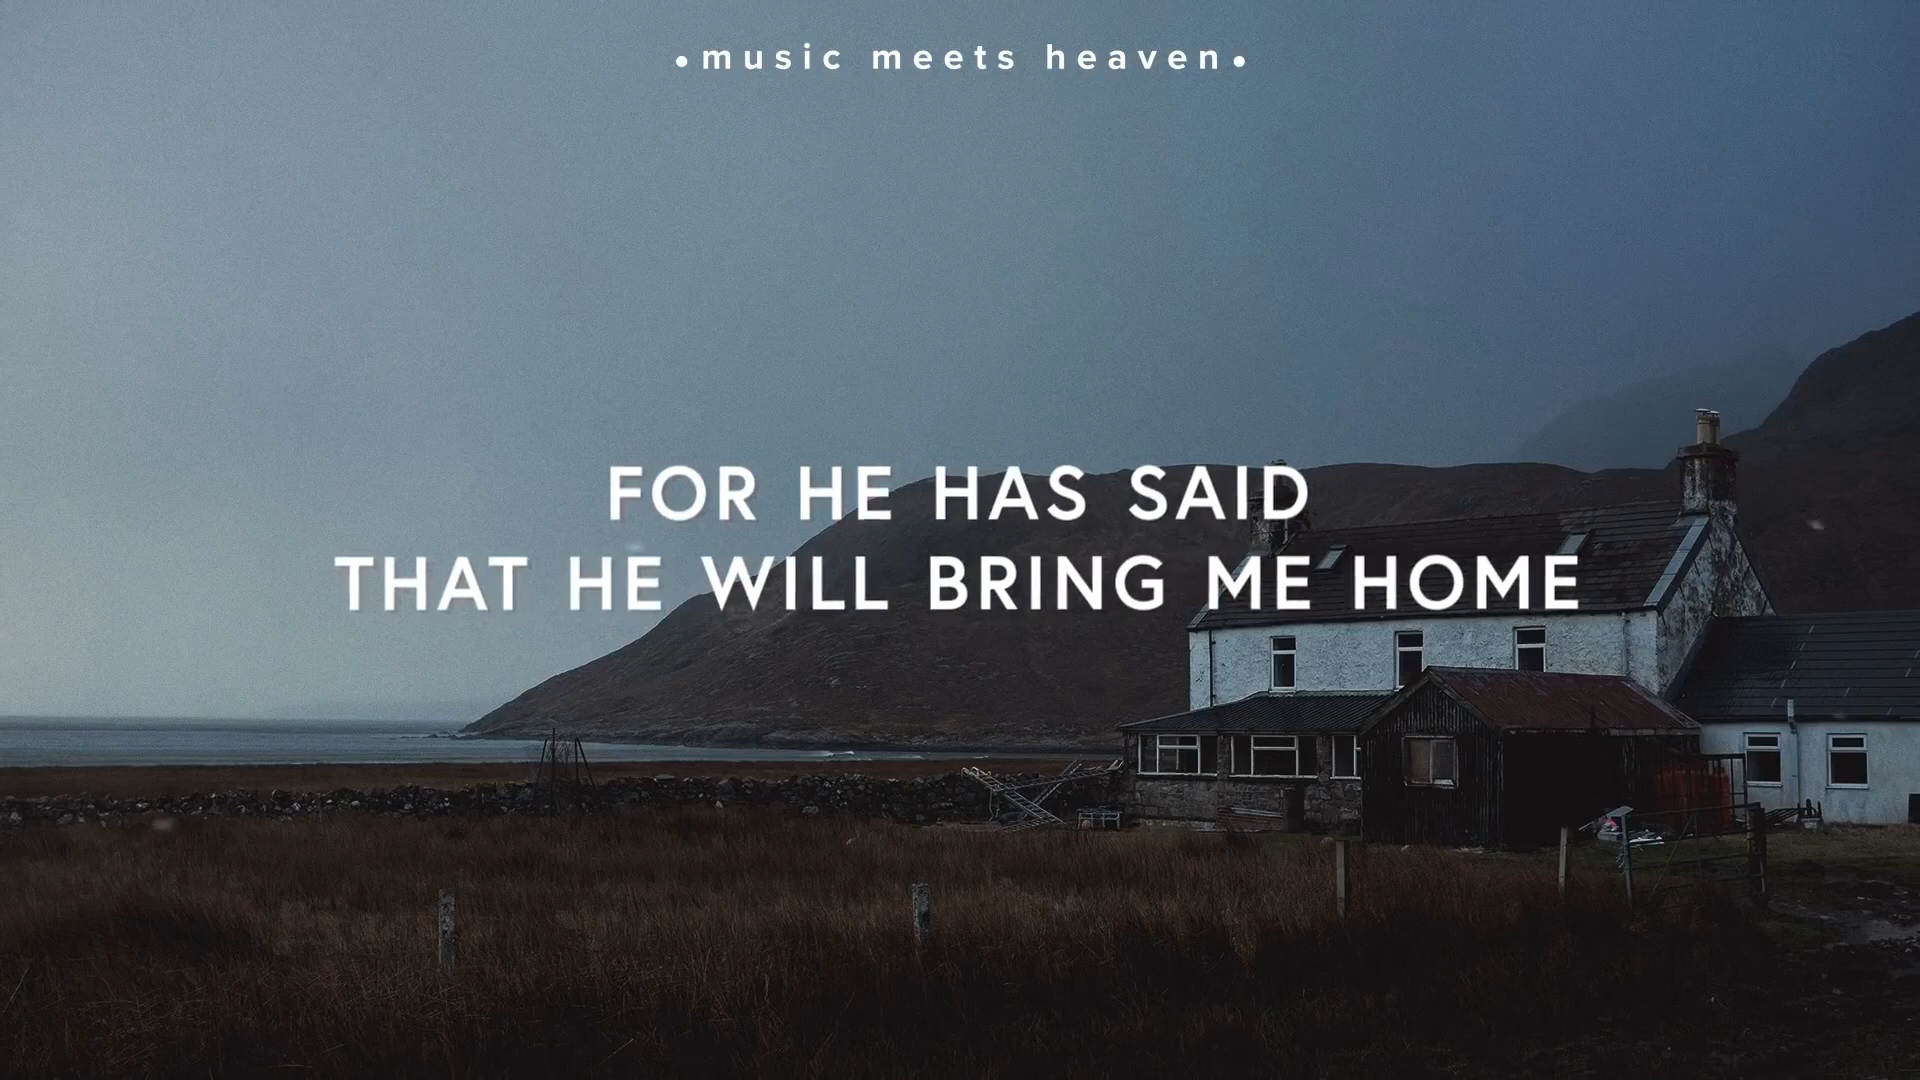 •music meets heaven•
FOR HE HAS SAID
THAT HE WILL BRING ME HOME